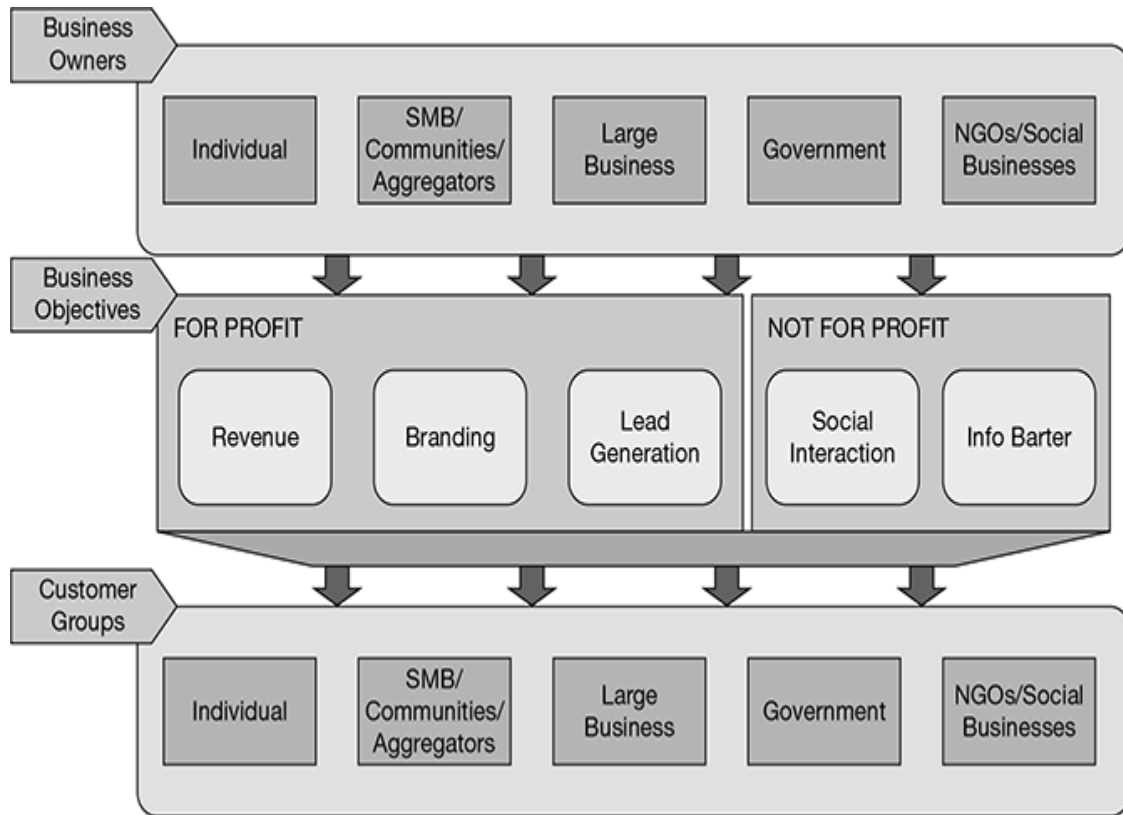 Business
Owners
Individual
SMB/
Communities/
Aggregators
Large
Business
Government
NGOs/Social
Businesses
Business
Objectives
FOR PROFIT
Revenue
Branding
Lead
Generation
NOT FOR PROFIT
Social
Interaction
Info Barter
Customer
Groups
Individual
SMB/
Communities/
Aggregators
Large
Business
Government
NGOs/Social
Businesses